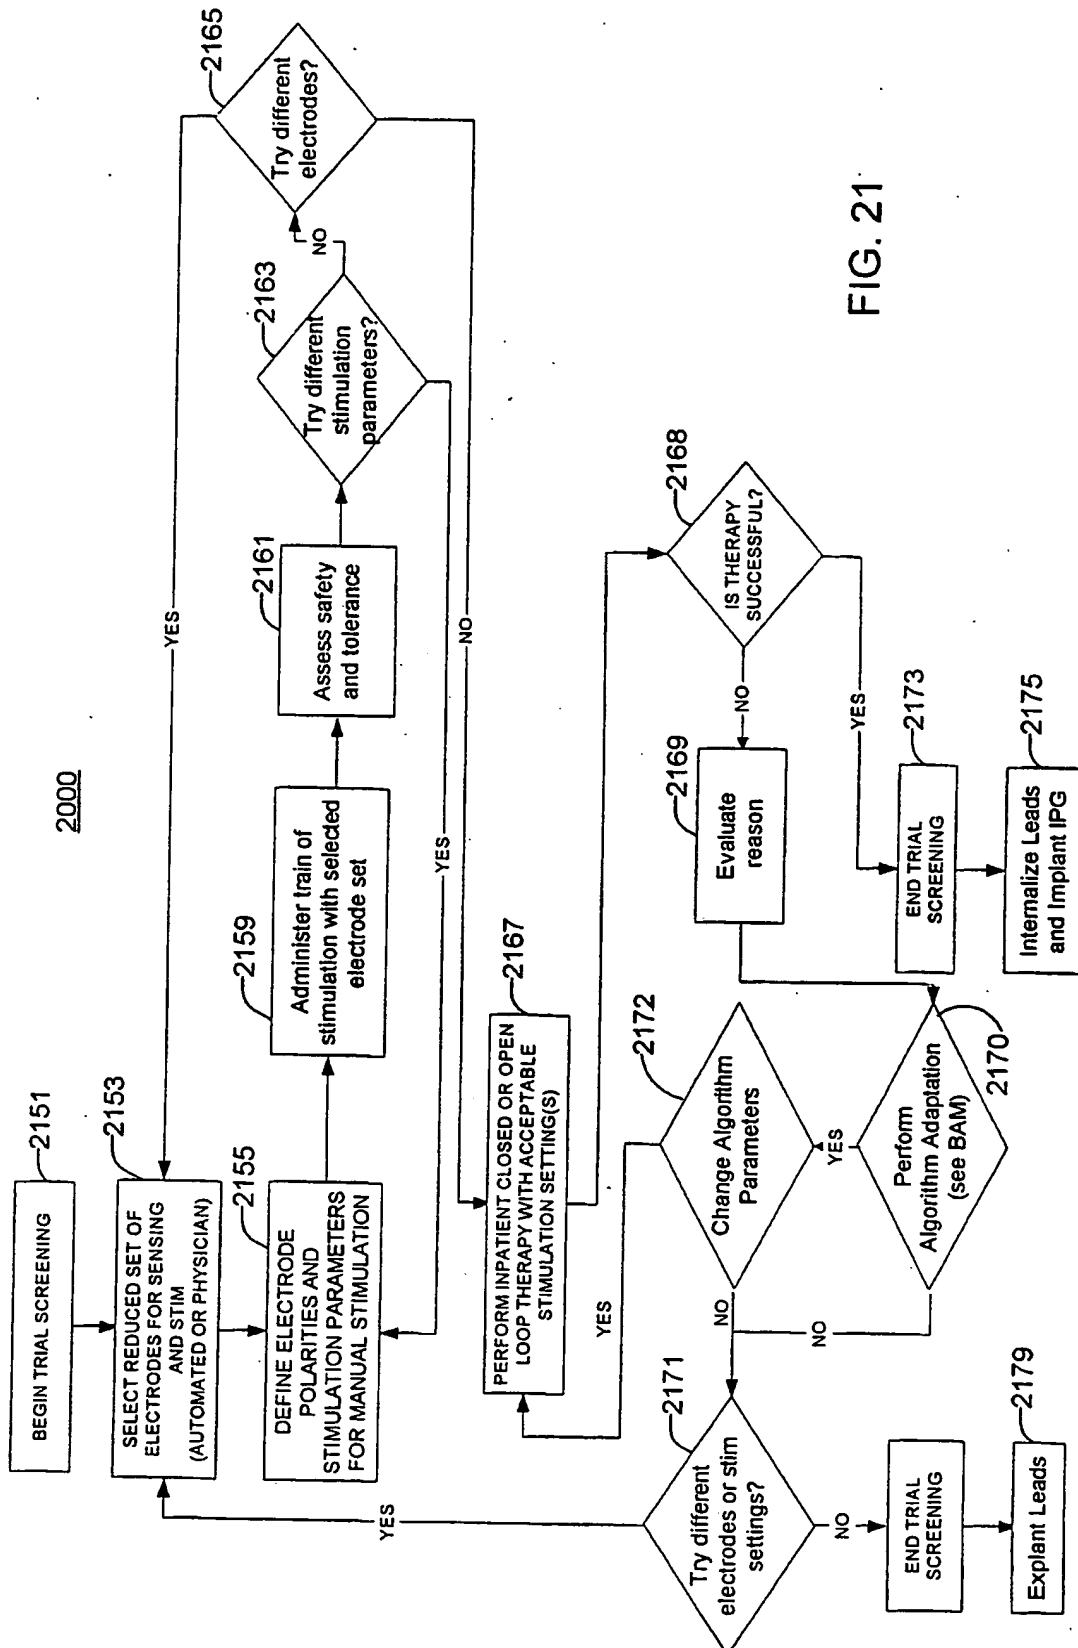 2000
BEGIN TRIAL SCREENING
2151
SELECT REDUCED SET OF
ELECTRODES FOR SENSING
AND STIM
(AUTOMATED OR PHYSICIAN)
2153
DEFINE ELECTRODE
POLARITIES AND
STIMULATION PARAMETERS
FOR MANUAL STIMULATION
2155
Administer train of
stimulation with selected
electrode set
2159
Assess safety
and tolerance
2161
Try different
stimulation
parameters?
2163
NO
YES
Try different
electrodes?
2165
YES
NO
PERFORM INPATIENT CLOSED OR OPEN
LOOP THERAPY WITH ACCEPTABLE
STIMULATION SETTING(S)
2167
IS THERAPY
SUCCESSFUL?
2168
NO
YES
Evaluate
reason
2169
Perform
Algorithm Adaptation
(see BAM)
2170
YES
NO
Change Algorithm
Parameters
2172
YES
NO
Try different
electrodes or stim
settings?
2171
YES
NO
END TRIAL
SCREENING
Explant Leads
2179
END TRIAL
SCREENING
2173
Internalize Leads
and Implant IPG
2175
FIG. 21